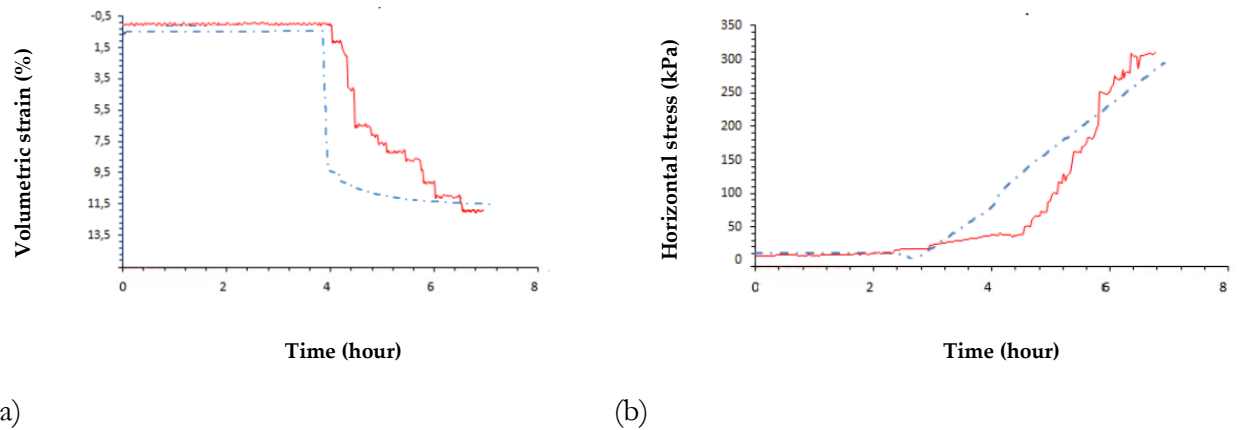 -0,5
1,5
3,5
5,5
7,5
9,5
11,5
13,5
Volumetric strain (%)
0 2 4 6 8
Time (hour)
a)
350
300
250
200
150
100
50
0
Horizontal stress (kPa)
0 2 4 6 8
Time (hour)
(b)